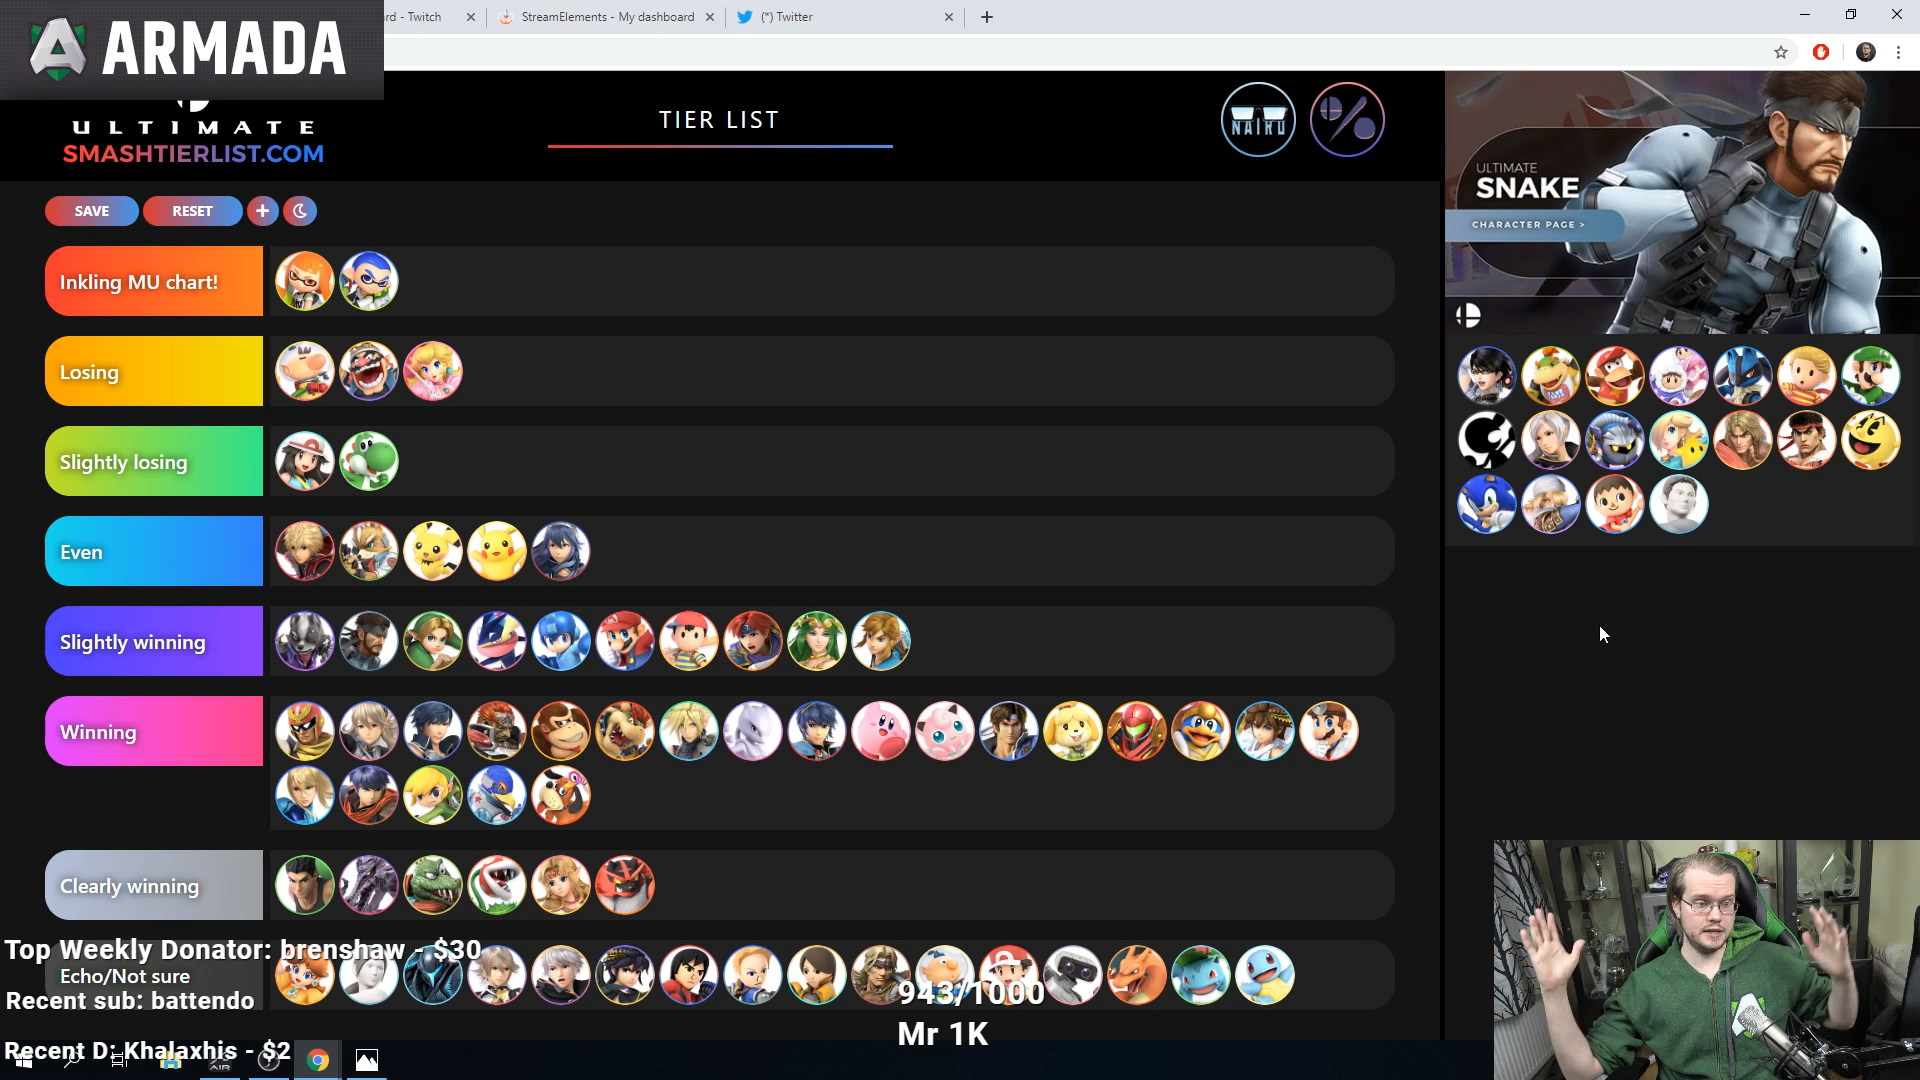 ARMADA
rd - Twitch
StreamElements - My dashboard
(*) Twitter
ULTIMATE
SMASHTIERLIST.COM
TIER LIST
NAIRO
ULTIMATE
SNAKE
CHARACTER PAGE >
SAVE
RESET
Inkling MU chart!
Losing
Slightly losing
Even
Slightly winning
Winning
Clearly winning
Top Weekly Donator: brenshaw - $30
Echo/Not sure
Recent sub: battendo
943/1000
Mr 1K
Recent D: Khalaxhis - $2
AIR